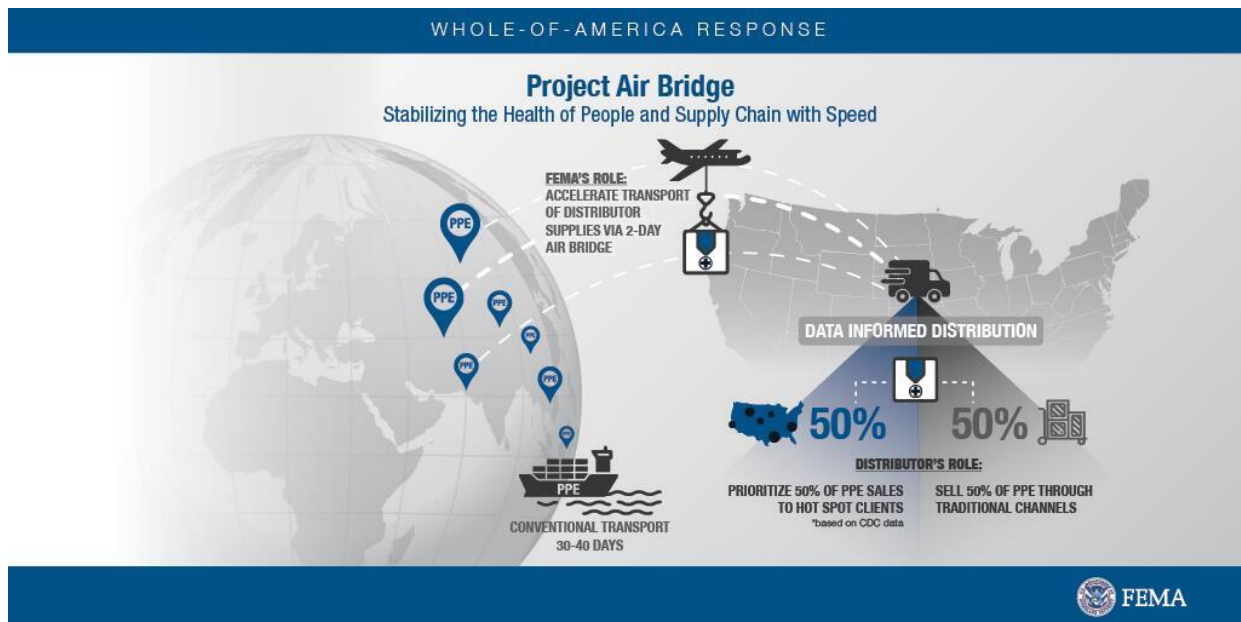 WHOLE-OF-AMERICA RESPONSE
Project Air Bridge
Stabilizing the Health of People and Supply Chain with Speed
FEMA'S ROLE:
ACCELERATE TRANSPORT
OF DISTRIBUTOR
SUPPLIES VIA 2-DAY
AIR BRIDGE
PPE
PPE
PPE
PPE
PPE
PPE
PPE
CONVENTIONAL TRANSPORT
30-40 DAYS
DATA INFORMED DISTRIBUTION
50%
50%
DISTRIBUTOR'S ROLE:
PRIORITIZE 50% OF PPE SALES
TO HOT SPOT CLIENTS
*based on CDC data
SELL 50% OF PPE THROUGH
TRADITIONAL CHANNELS
FEMA